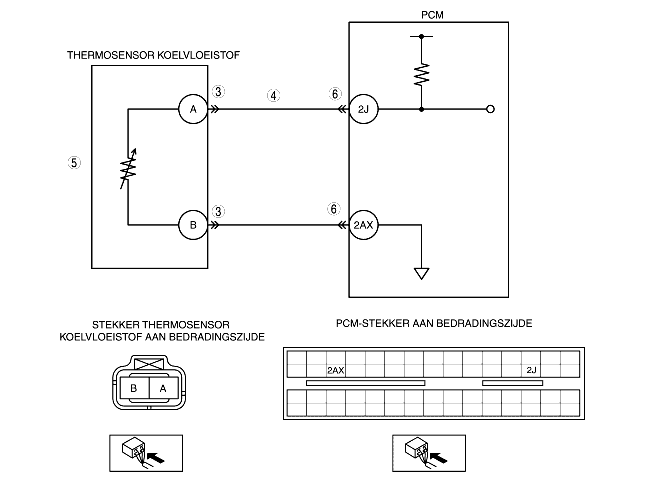 PCM
THERMOSENSOR KOELVLOEISTOF
3
4
6
A
2J
5
3
6
B
2AX
STEKKER THERMOSENSOR
KOELVLOEISTOF AAN BEDRADINGSZIJDE
PCM-STEKKER AAN BEDRADINGSZIJDE
2AX
2J
B
A